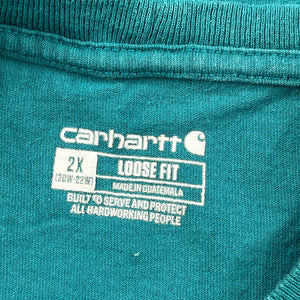 carhartt
2X
LOOSE FIT
(20W-22W)
MADE IN GUATEMALA
BUILT TO SERVE AND PROTECT
ALL HARDWORKING PEOPLE